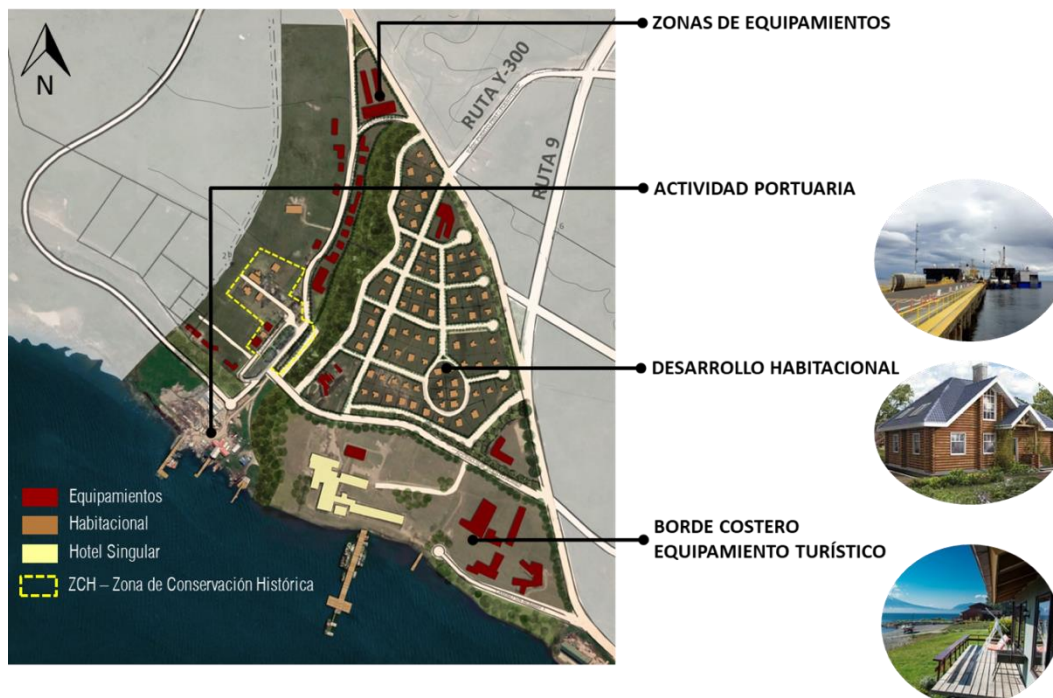 ZONAS DE EQUIPAMIENTOS
N
RUTA Y-300
RUTA 9
ACTIVIDAD PORTUARIA
DESARROLLO HABITACIONAL
Equipamientos
Habitacional
Hotel Singular
ZCH – Zona de Conservación Histórica
BORDE COSTERO
EQUIPAMIENTO TURÍSTICO